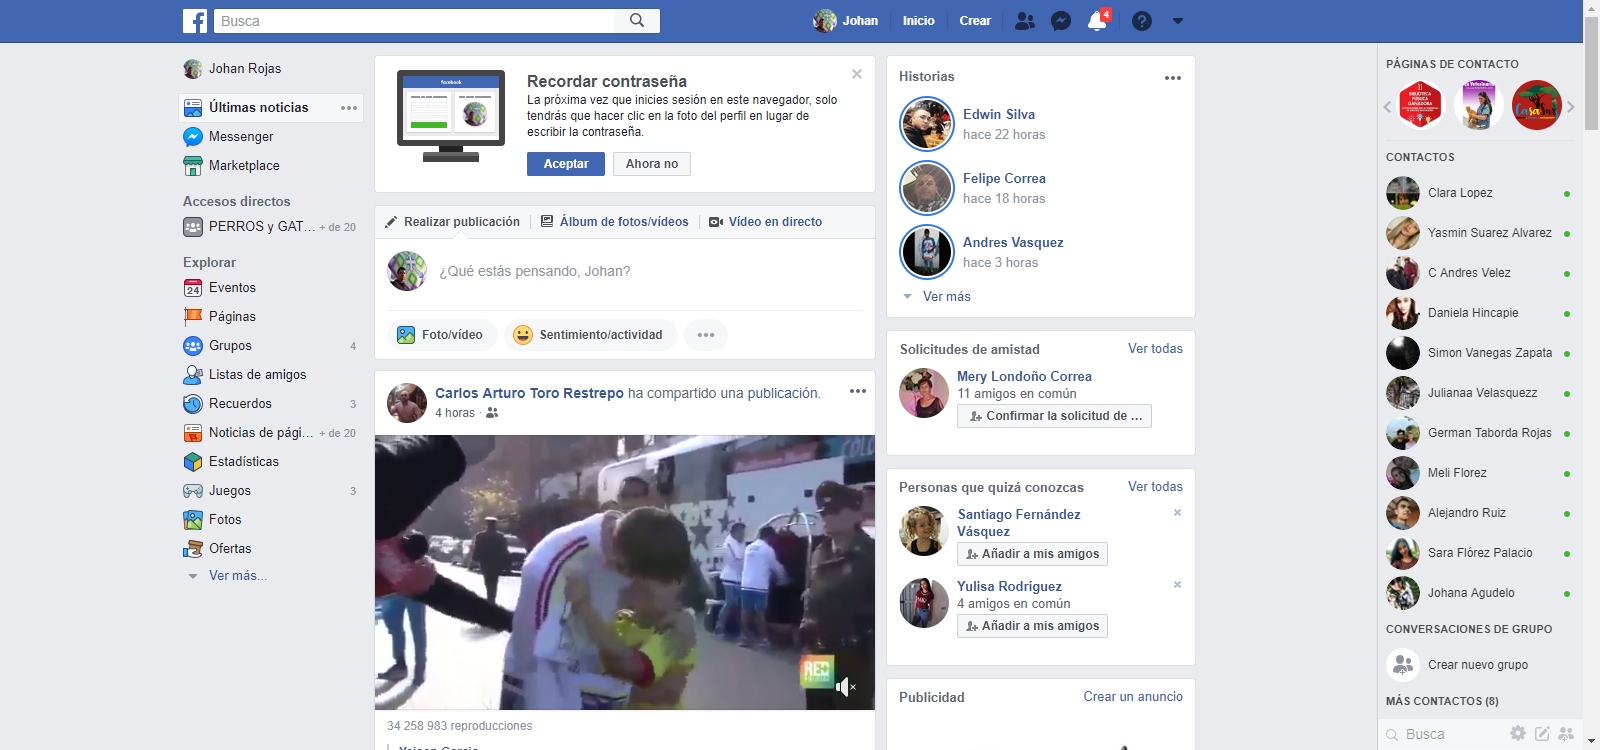 Busca
Johan
Inicio
Crear
4
Johan Rojas
Últimas noticias
Messenger
Marketplace
Accesos directos
PERROS y GAT... + de 20
Explorar
24
Eventos
Páginas
Grupos 4
Listas de amigos
Recuerdos 3
Noticias de pági... + de 20
Estadísticas
Juegos 3
Fotos
Ofertas
Ver más...
facebook
Recordar contraseña
La próxima vez que inicies sesión en este navegador, solo
tendrás que hacer clic en la foto del perfil en lugar de
escribir la contraseña.
Aceptar
Ahora no
Realizar publicación
Álbum de fotos/vídeos
Vídeo en directo
¿Qué estás pensando, Johan?
Foto/vídeo
Sentimiento/actividad
Carlos Arturo Toro Restrepo ha compartido una publicación.
4 horas ·
RED
34 258 983 reproducciones
Yeison Garcia
Historias
Edwin Silva
hace 22 horas
Felipe Correa
hace 18 horas
Andres Vasquez
hace 3 horas
Ver más
Solicitudes de amistad Ver todas
Mery Londoño Correa
11 amigos en común
Confirmar la solicitud de ...
Personas que quizá conozcas Ver todas
Santiago Fernández
Vásquez
Añadir a mis amigos
Yulisa Rodríguez
4 amigos en común
Añadir a mis amigos
Publicidad Crear un anuncio
PÁGINAS DE CONTACTO
BIBLIOTECA
PÚBLICA
GANADORA
CasaSur
CONTACTOS
Clara Lopez
Yasmin Suarez Alvarez
C Andres Velez
Daniela Hincapie
Simon Vanegas Zapata
Julianaa Velasquezz
German Taborda Rojas
Meli Florez
Alejandro Ruiz
Sara Flórez Palacio
Johana Agudelo
CONVERSACIONES DE GRUPO
Crear nuevo grupo
MÁS CONTACTOS (8)
Busca